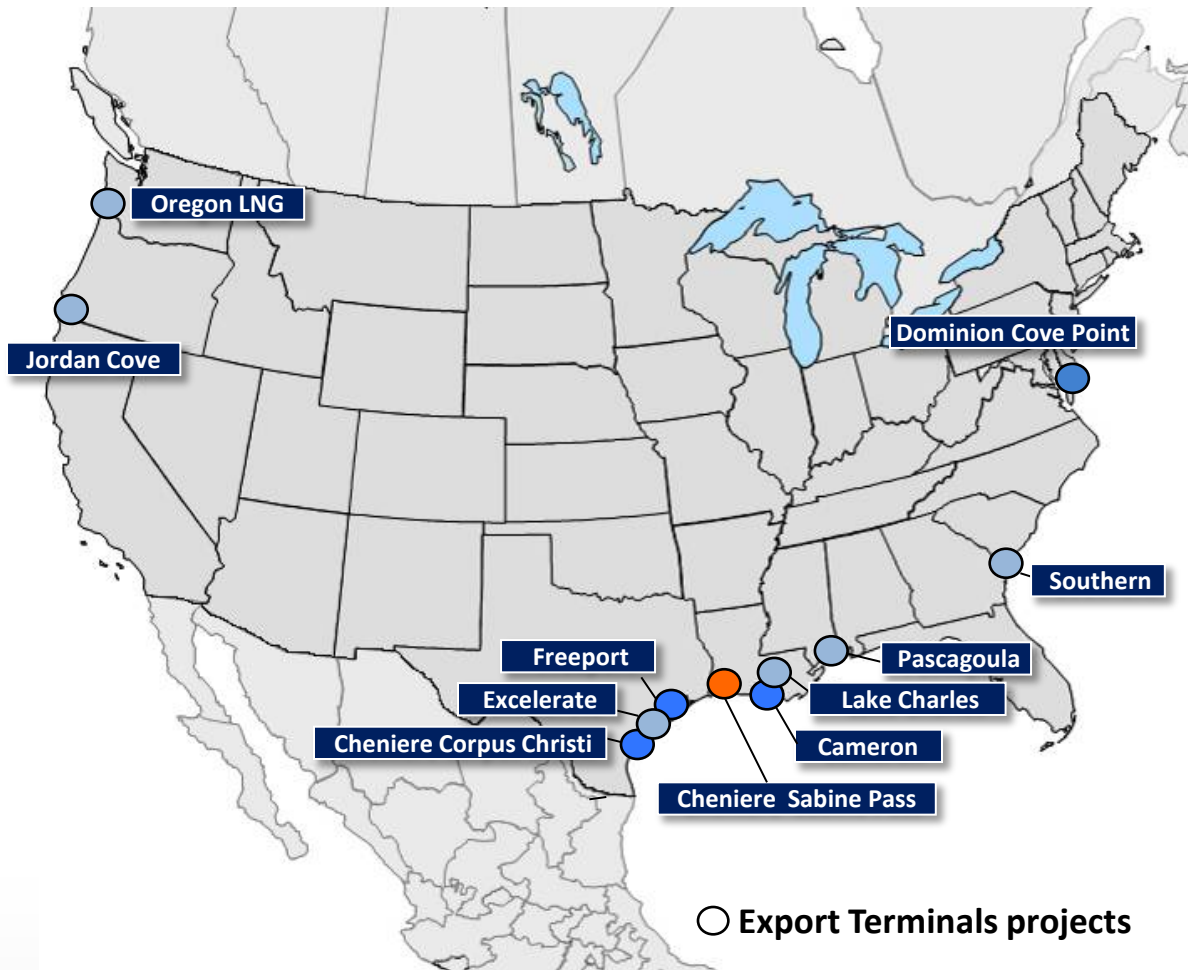 Oregon LNG
Dominion Cove Point
Jordan Cove
Southern
Freeport
Pascagoula
Excelerate
Lake Charles
Cheniere Corpus Christi
Cameron
Cheniere  Sabine Pass
Export Terminals projects